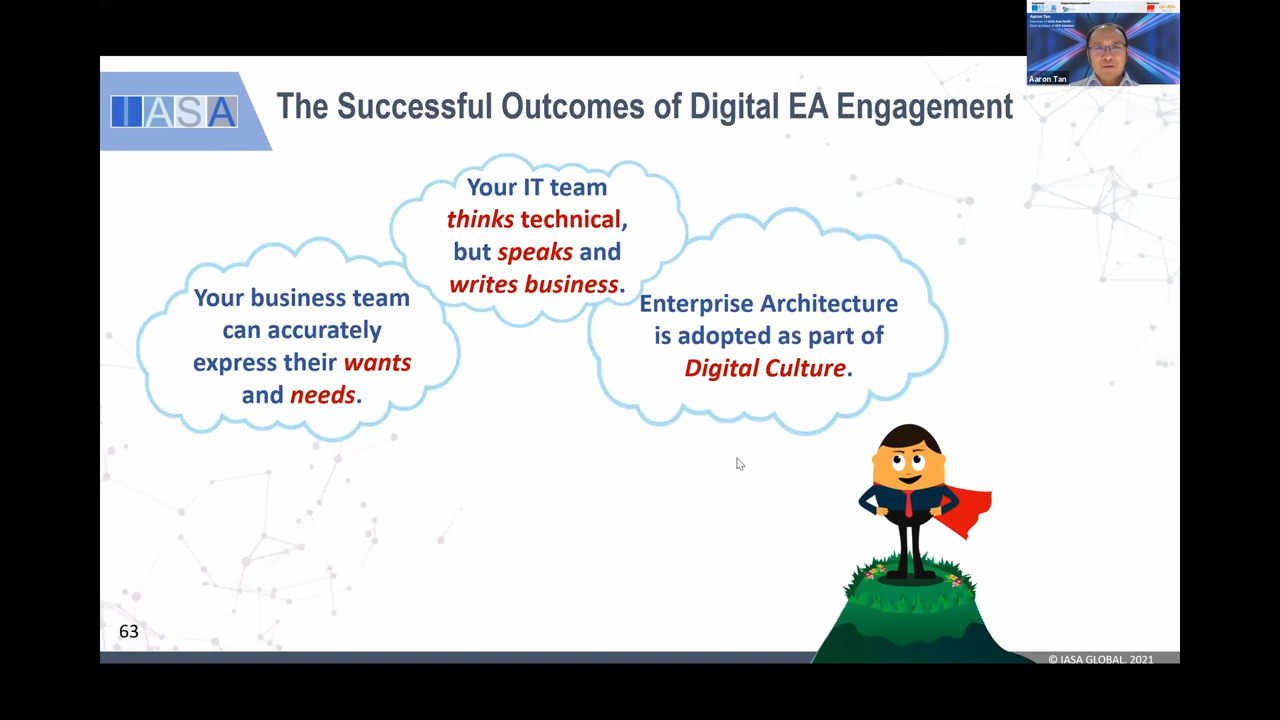 Aaron Tan
Aaron Tan
IASA
The Successful Outcomes of Digital EA Engagement
Your IT team
thinks technical,
but speaks and
writes business.
Your business team
can accurately
express their wants
and needs.
Enterprise Architecture
is adopted as part of
Digital Culture.
63
© IASA GLOBAL, 2021